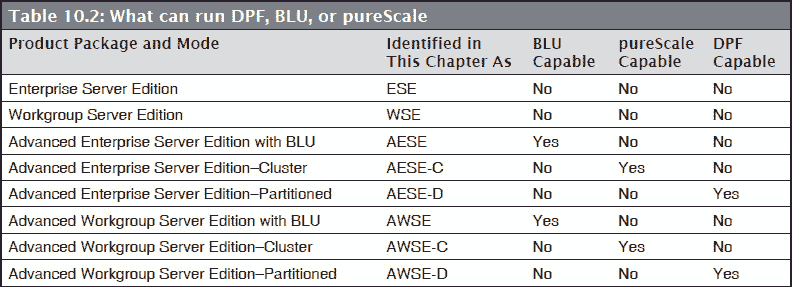 Table 10.2: What can run DPF, BLU, or pureScale
Product Package and Mode Identified in This Chapter As BLU Capable pureScale Capable DPF Capable
Enterprise Server Edition ESE No No No
Workgroup Server Edition WSE No No No
Advanced Enterprise Server Edition with BLU AESE Yes No No
Advanced Enterprise Server Edition–Cluster AESE-C No Yes No
Advanced Enterprise Server Edition–Partitioned AESE-D No No Yes
Advanced Workgroup Server Edition with BLU AWSE Yes No No
Advanced Workgroup Server Edition–Cluster AWSE-C No Yes No
Advanced Workgroup Server Edition–Partitioned AWSE-D No No Yes